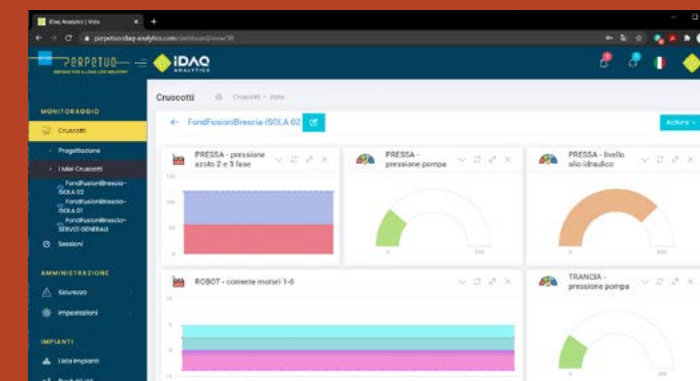 iDaq Analytics | Vista
perpetuo.idaq-analytics.com/dashboard/view/38
PERPETUO
iDAQ
ANALYTICS
MONITORAGGIO
Cruscotti
Progettazione
I Miei Cruscotti
FondFusioniBrescia-
ISOLA 02
FondFusioniBrescia-
ISOLA 01
FondFusioniBrescia-
SERVIZI GENERALI
Sessioni
AMMINISTRAZIONE
Sicurezza
Impostazioni
IMPIANTI
Lista Impianti
Cruscotti
Cruscotti - Vista
← FondFusioniBrescia-ISOLA 02
Actions
PRESSA - pressione
azoto 2 e 3 fase
PRESSA -
pressione pompa
PRESSA - livello
olio idraulico
ROBOT - corrente motori 1-6
TRANCIA -
pressione pompa